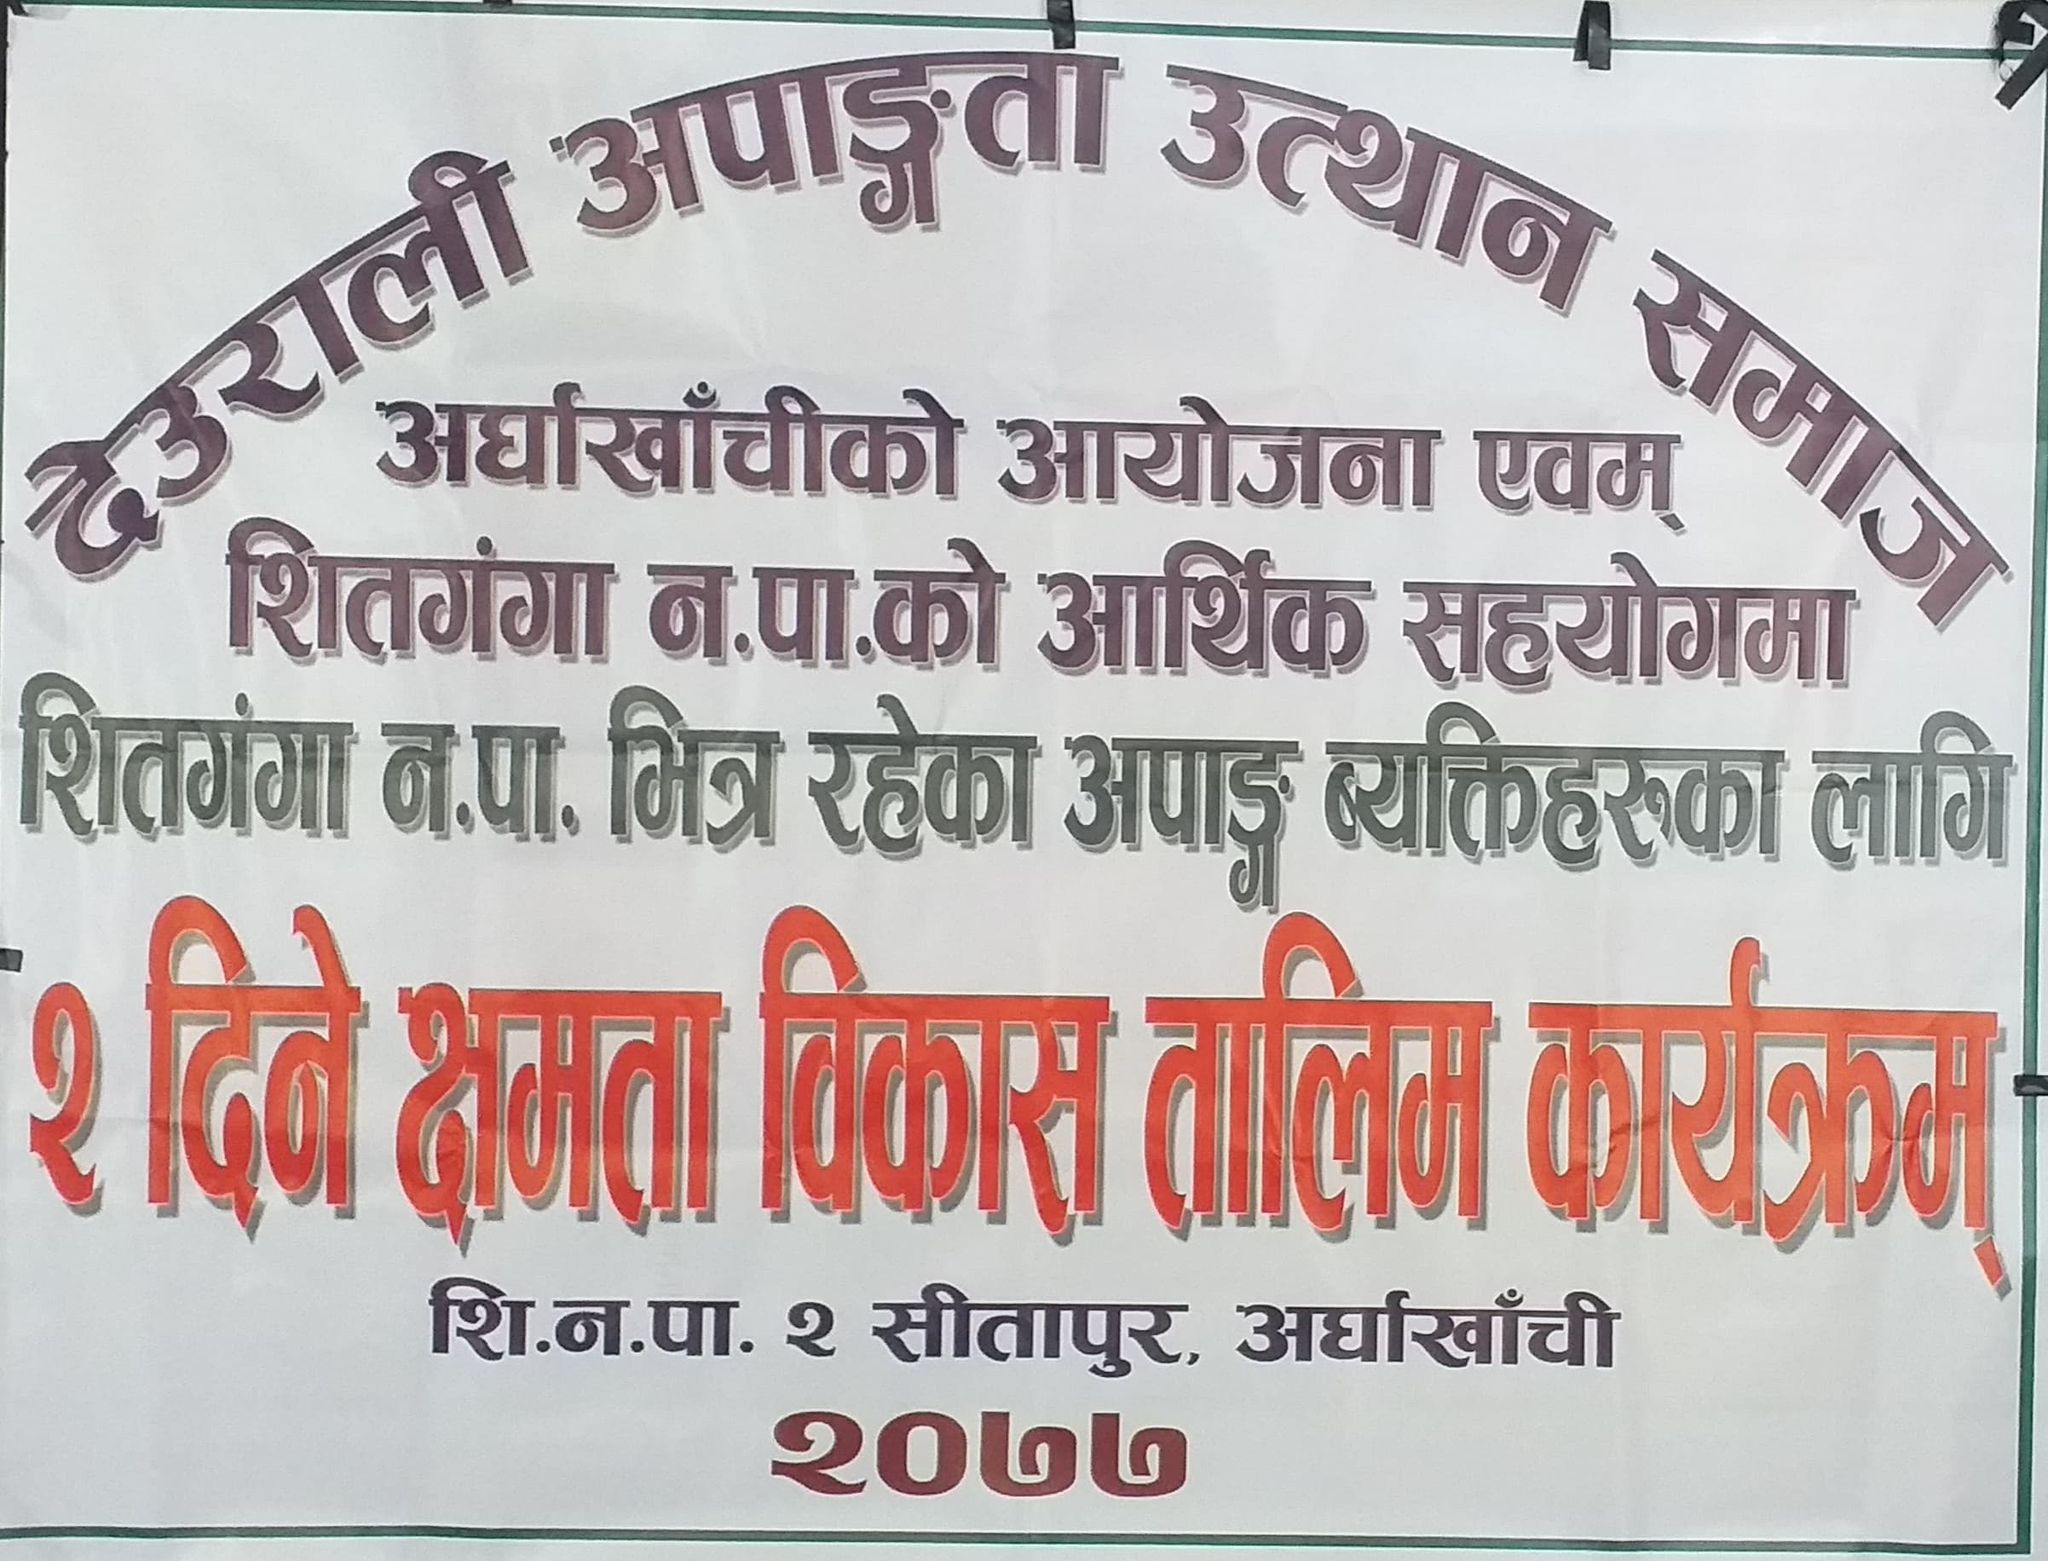 देउराली अपाङ्गता उत्थान समाज
अर्घाखाँचीको आयोजना एवम्
शितगंगा न.पा.को आर्थिक सहयोगमा
शितगंगा न.पा. भित्र रहेका अपाङ्ग ब्यक्तिहरूका लागि
२ दिने क्षमता विकास तालिम कार्यक्रम्
शि.न.पा. २ सीतापुर, अर्घाखाँची
२०७७